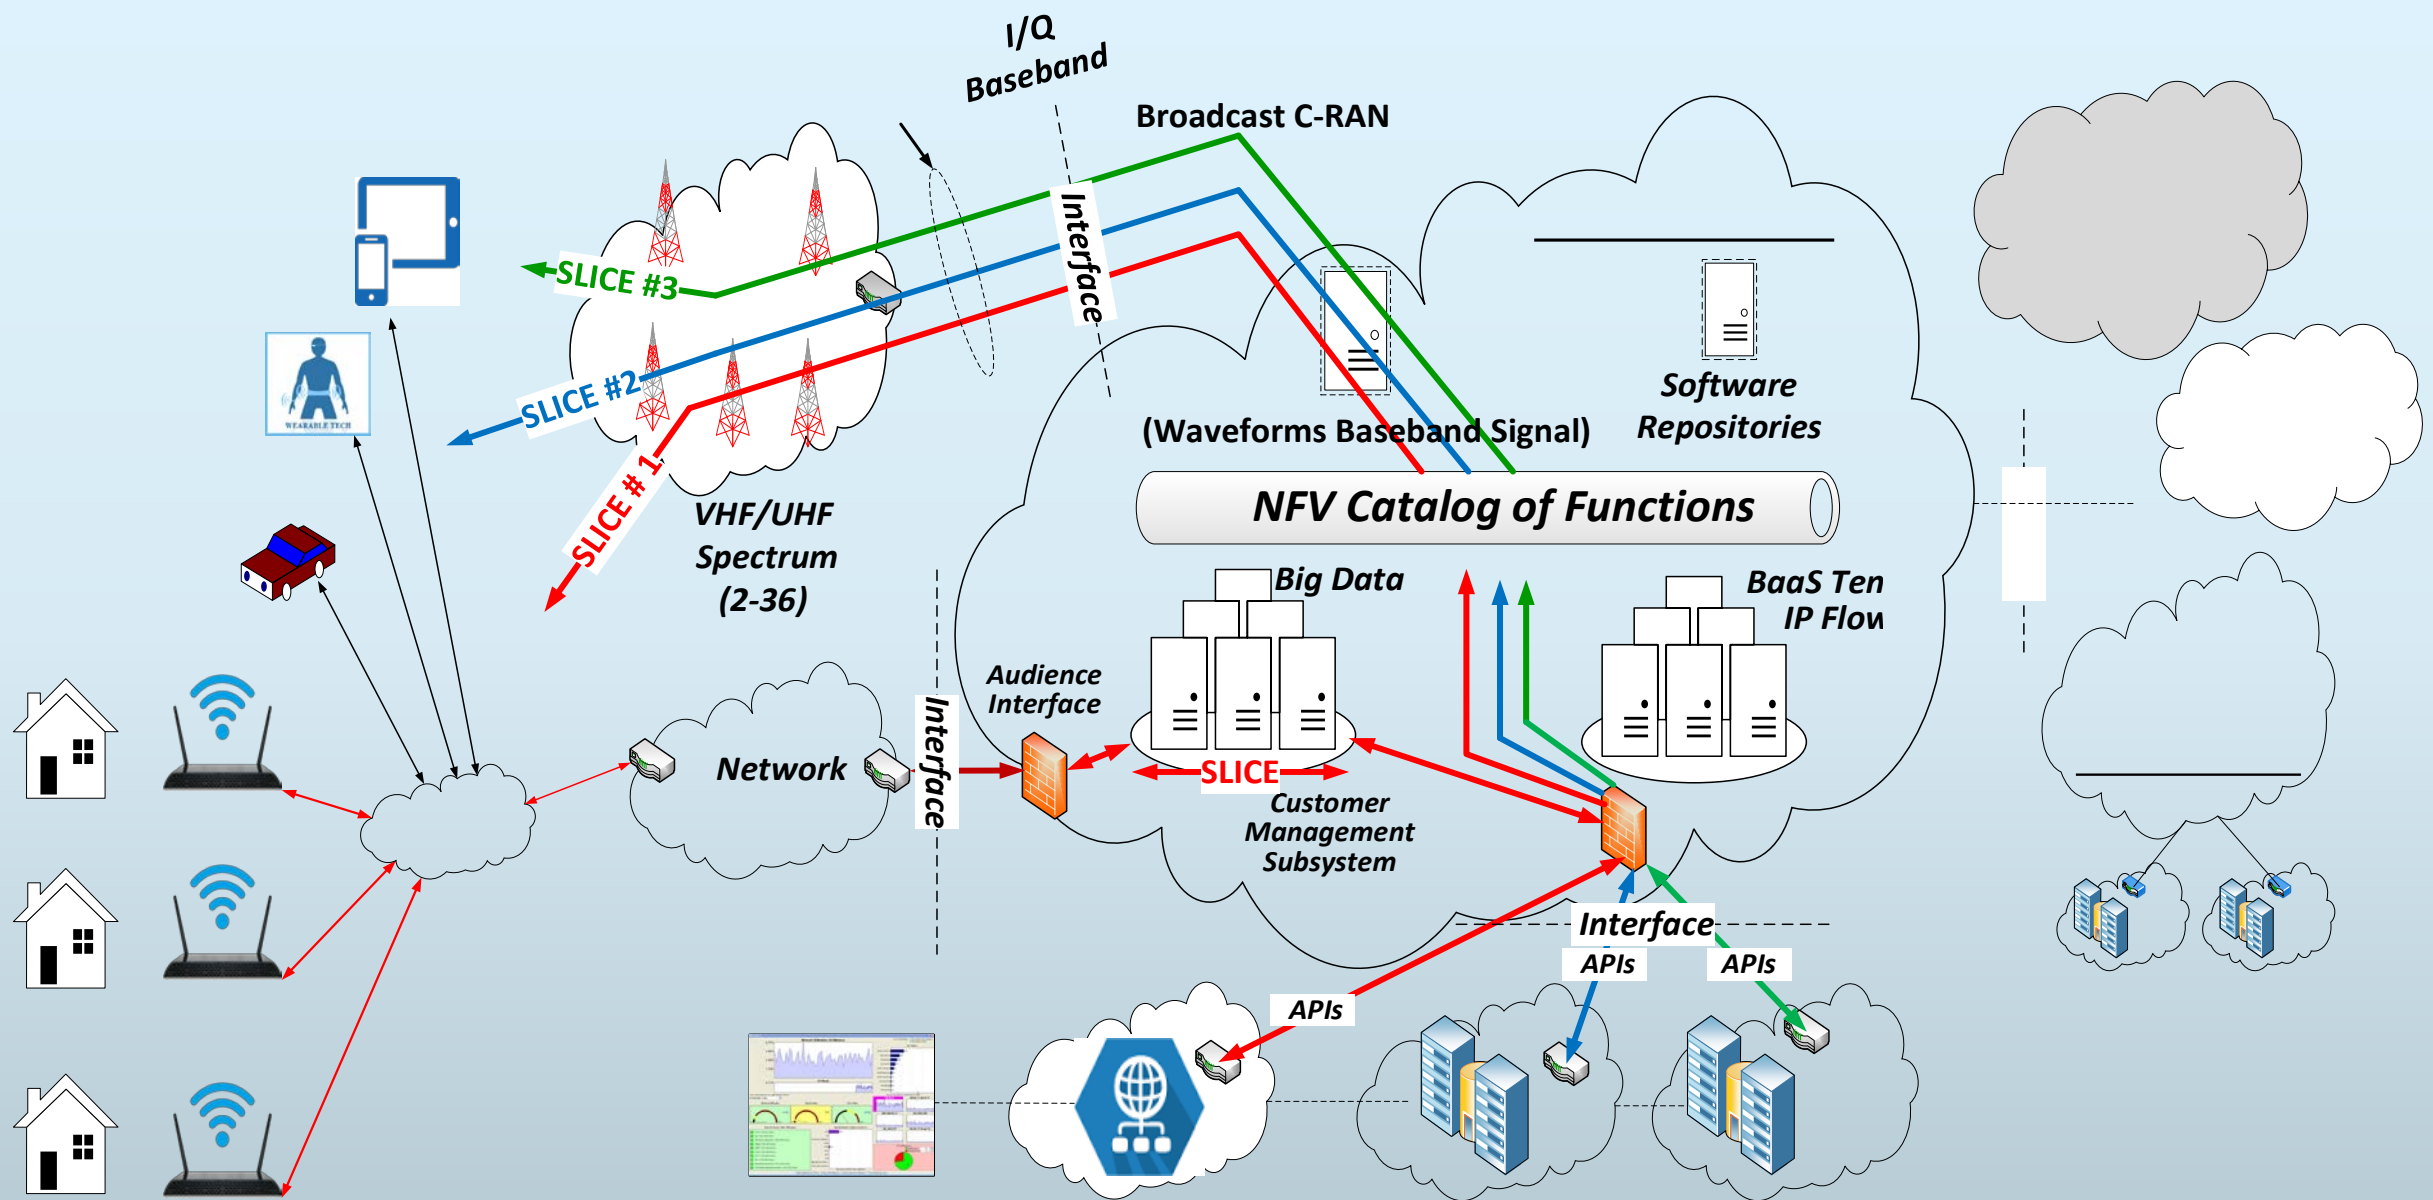 I/Q
Baseband
Broadcast C-RAN
Interface
SLICE #3
SLICE #2
SLICE # 1
WEARABLE TECH
VHF/UHF
Spectrum
(2-36)
Software
Repositories
(Waveforms Baseband Signal)
NFV Catalog of Functions
Big Data
BaaS Ten
IP Flow
Audience
Interface
Network
Interface
SLICE
Customer
Management
Subsystem
Interface
APIs
APIs
APIs